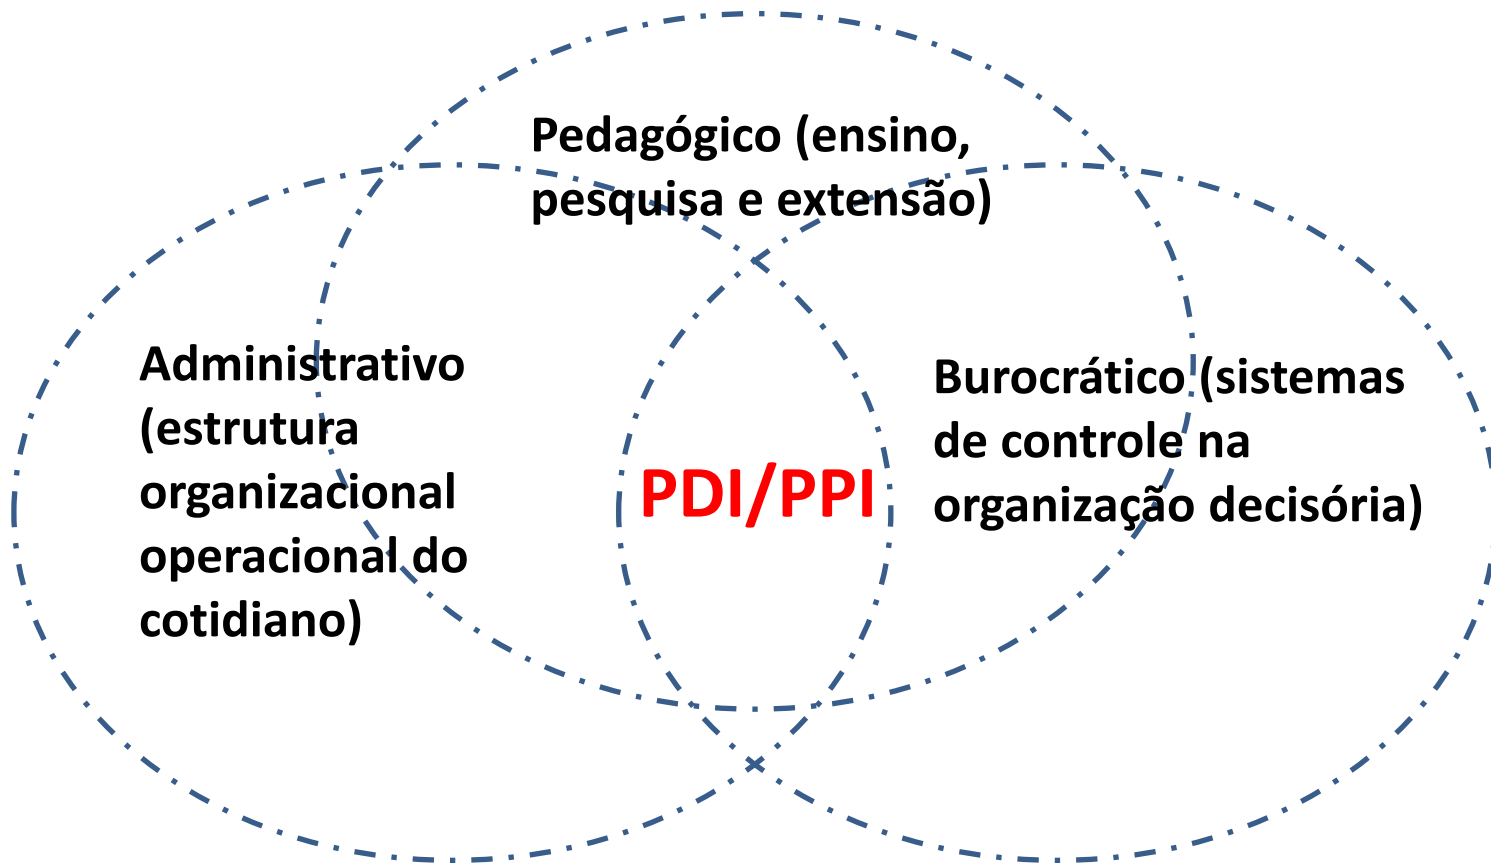 Pedagógico (ensino,
pesquisa e extensão)
Administrativo
(estrutura
organizacional
operacional do
cotidiano)
PDI/PPI
Burocrático (sistemas
de controle na
organização decisória)